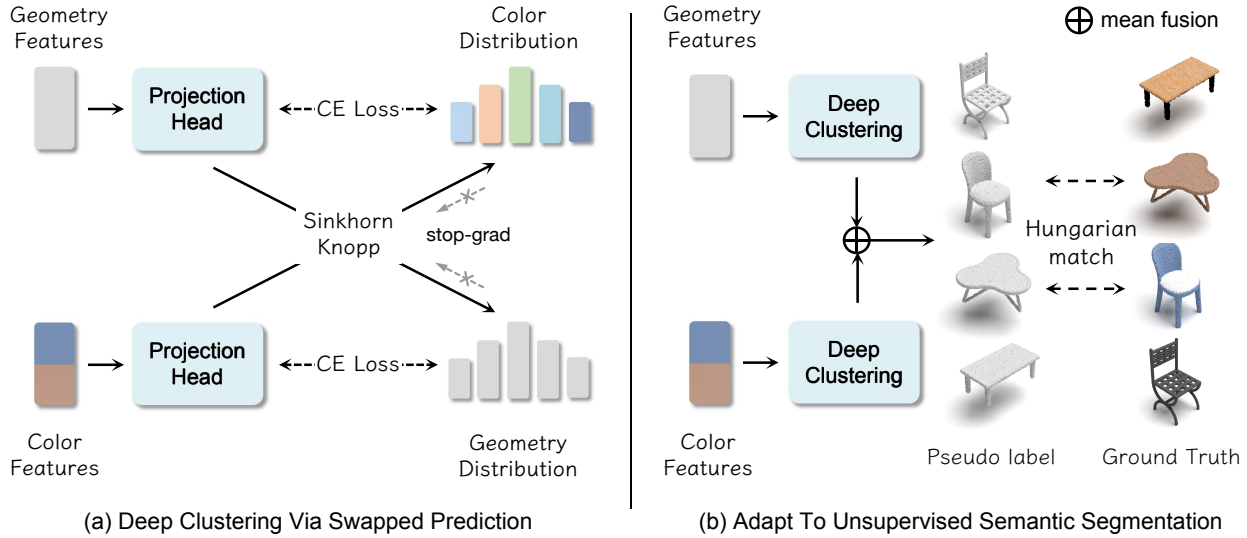 Geometry
Features
Color
Distribution
Projection
Head
CE Loss
Sinkhorn
Knopp
stop-grad
Projection
Head
CE Loss
Color
Features
Geometry
Distribution
(a) Deep Clustering Via Swapped Prediction
Geometry
Features
mean fusion
Deep
Clustering
Hungarian
match
Deep
Clustering
Color
Features
Pseudo label
Ground Truth
(b) Adapt To Unsupervised Semantic Segmentation